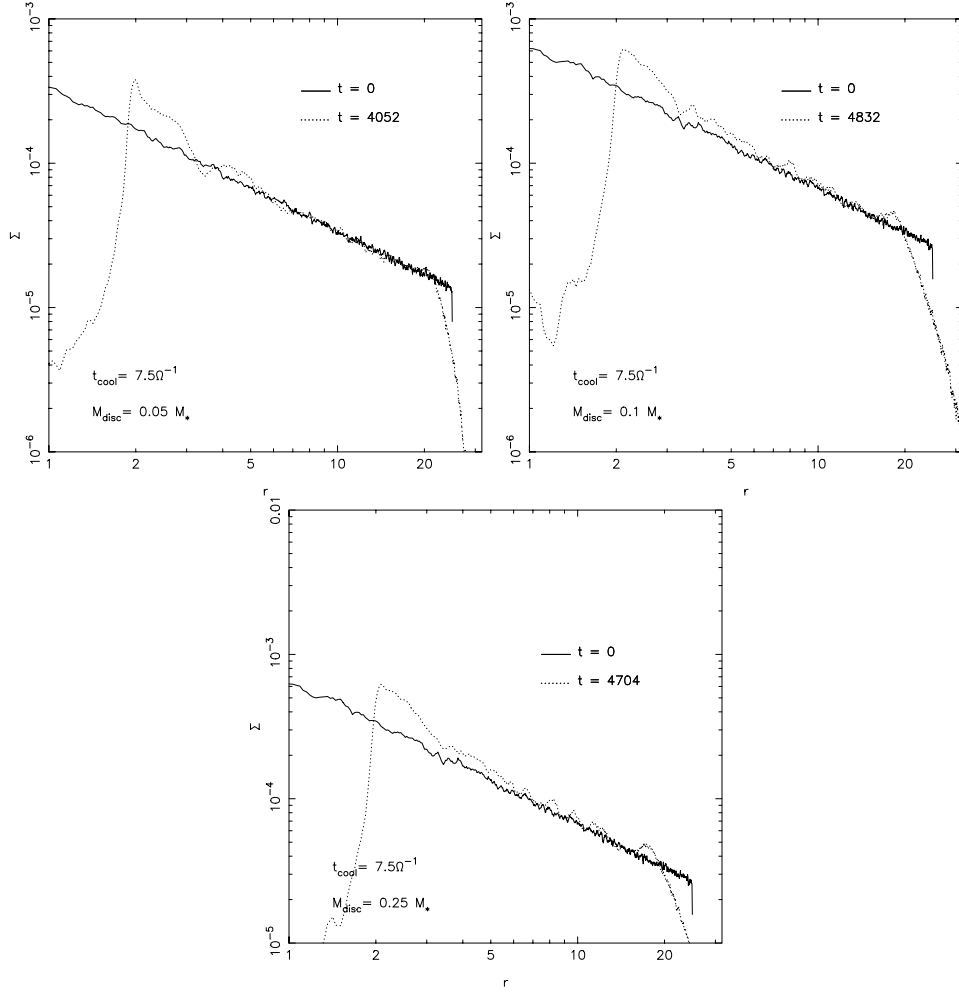 10⁻³
Σ
10⁻⁴
10⁻⁵
10⁻⁶
t = 0
t = 4052
t_cool= 7.5Ω⁻¹
M_disc= 0.05 M_*
1 2 5 10 20
r
10⁻³
Σ
10⁻⁴
10⁻⁵
10⁻⁶
t = 0
t = 4832
t_cool= 7.5Ω⁻¹
M_disc= 0.1 M_*
1 2 5 10 20
r
0.01
10⁻³
Σ
10⁻⁴
10⁻⁵
t = 0
t = 4704
t_cool= 7.5Ω⁻¹
M_disc= 0.25 M_*
1 2 5 10 20
r